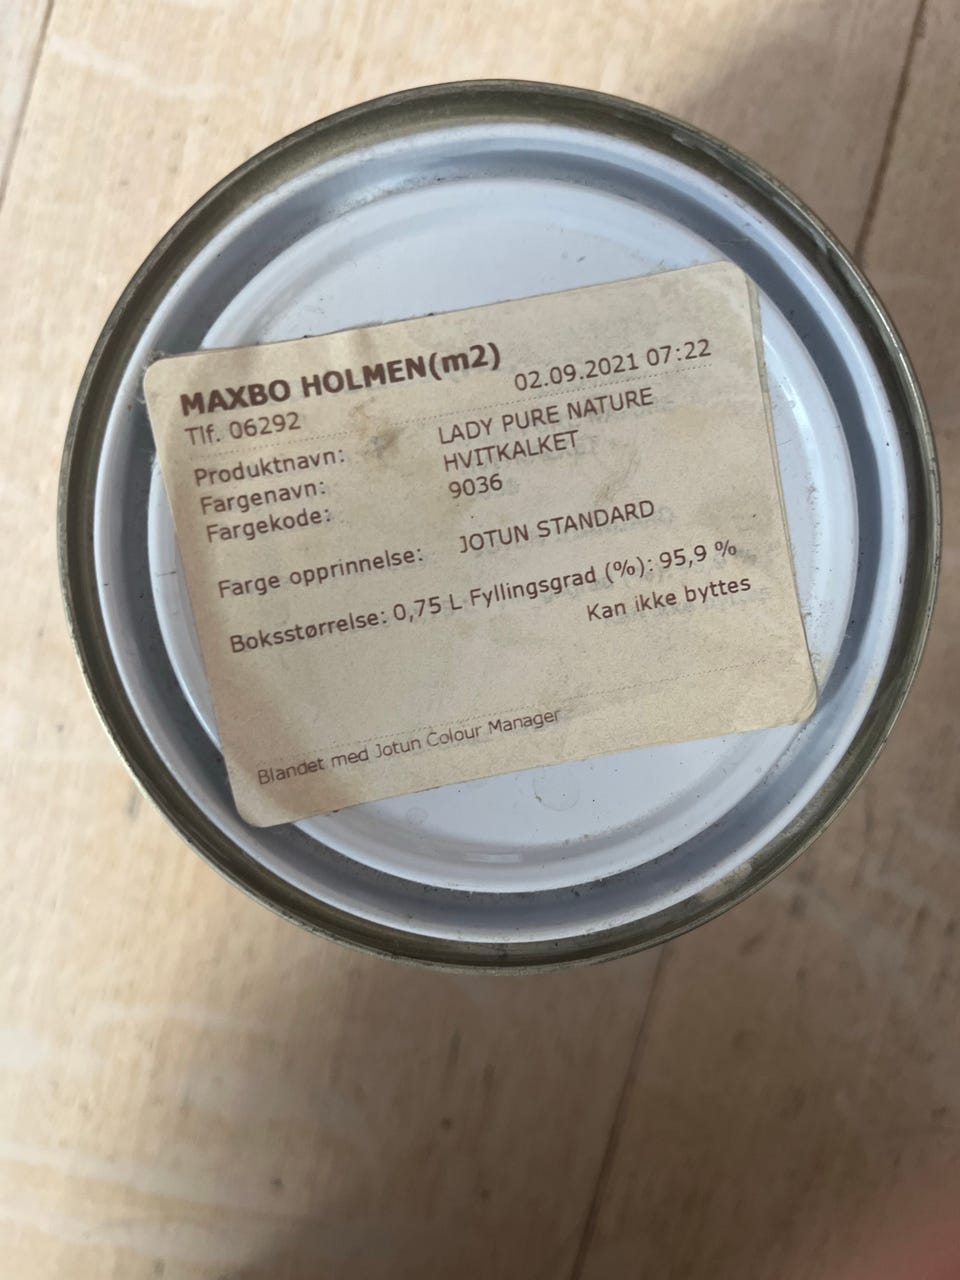 MAXBO HOLMEN(m2)
Tlf. 06292 02.09.2021 07:22
Produktnavn: LADY PURE NATURE
Fargenavn: HVITKALKET
Fargekode: 9036
Farge opprinnelse: JOTUN STANDARD
Boksstørrelse: 0,75 L Fyllingsgrad (%): 95,9 %
Kan ikke byttes
Blandet med Jotun Colour Manager